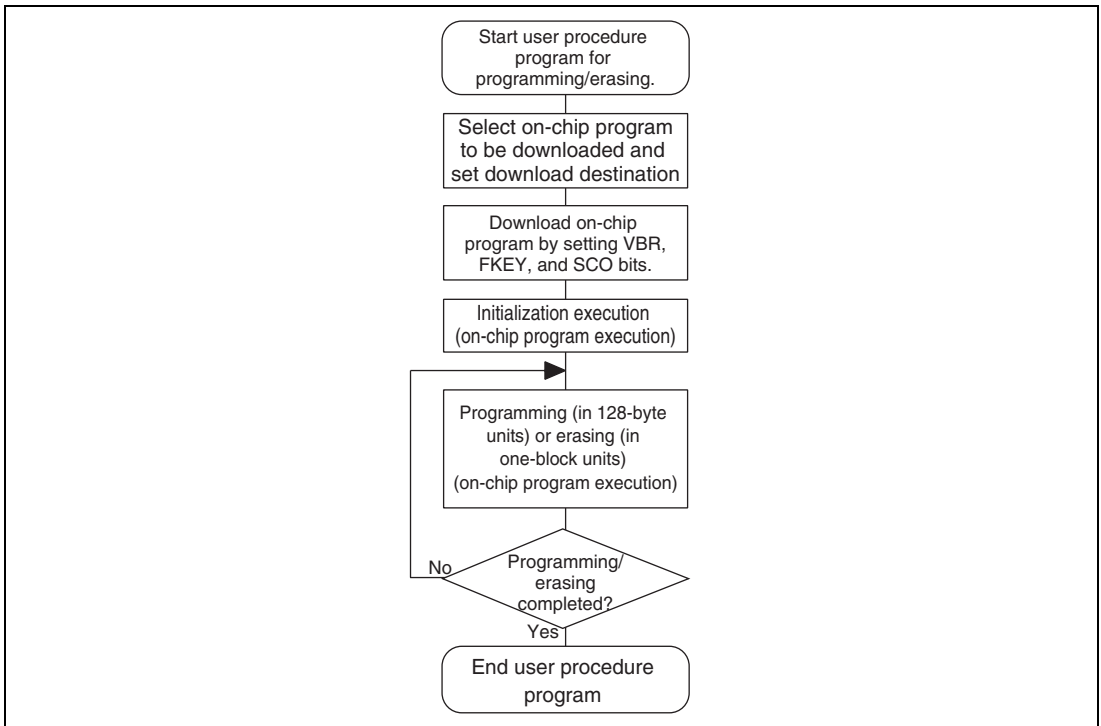 Start user procedure
program for
programming/erasing.
Select on-chip program
to be downloaded and
set download destination
Download on-chip
program by setting VBR,
FKEY, and SCO bits.
Initialization execution
(on-chip program execution)
Programming (in 128-byte
units) or erasing (in
one-block units)
(on-chip program execution)
No
Programming/
erasing
completed?
Yes
End user procedure
program